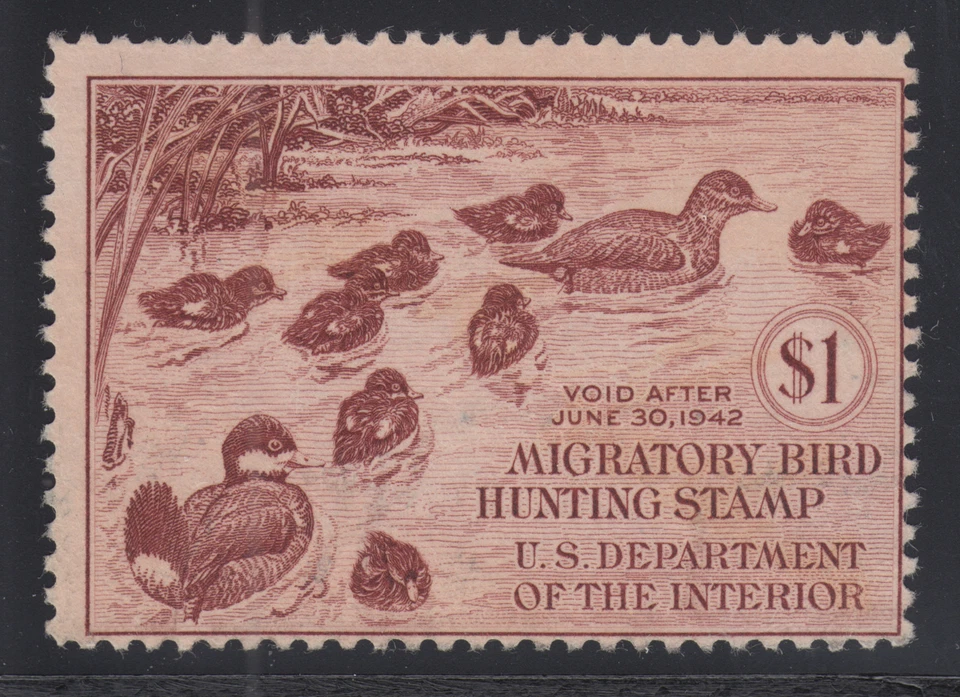 $1
VOID AFTER
JUNE 30, 1942
MIGRATORY BIRD
HUNTING STAMP
U.S. DEPARTMENT
OF THE INTERIOR